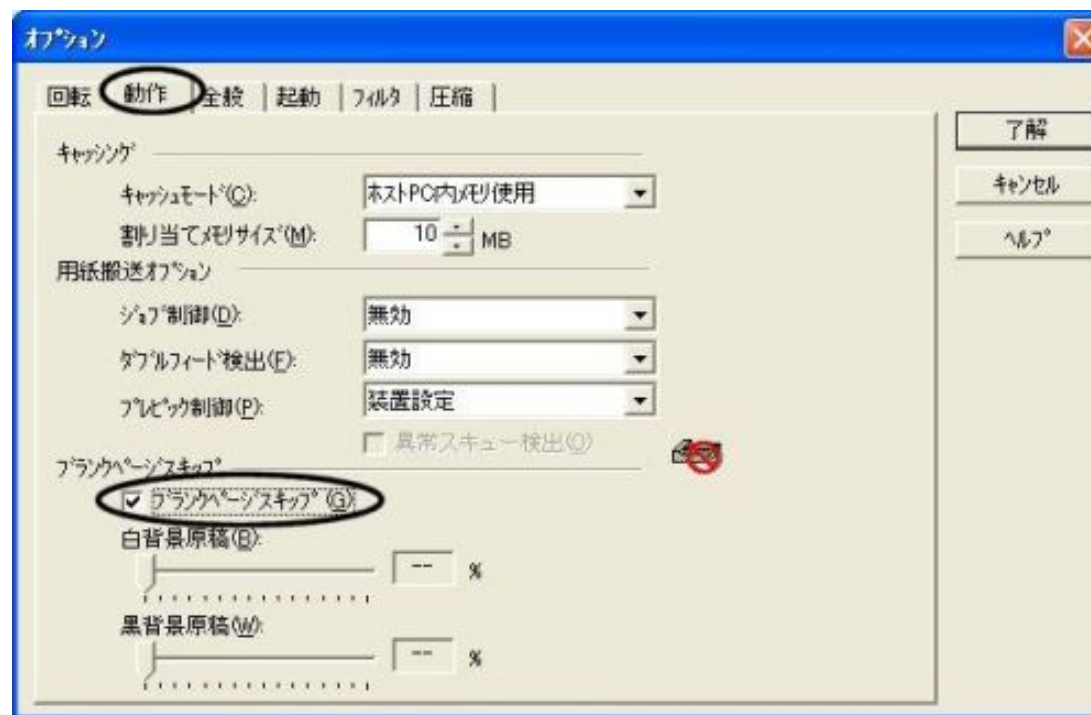 オプション
回転 動作 全般 起動 フィルタ 圧縮
了解
キャンセル
ヘルプ
キャッシング
キャッシュモード(C): ホストPC内メモリ使用
割り当てメモリサイズ(M): 10 MB
用紙搬送オプション
ジョブ制御(D): 無効
ダブルフィード検出(F): 無効
プレピック制御(P): 装置設定
異常スキュー検出(O)
ブランクページスキップ
ブランクページスキップ(G)
白背景原稿(B):
-- %
黒背景原稿(W):
-- %